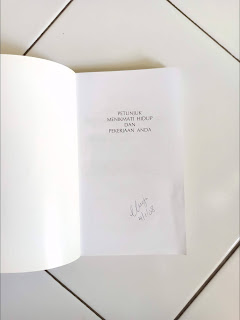 PETUNJUK
MENIKMATI HIDUP
DAN
PEKERJAAN ANDA